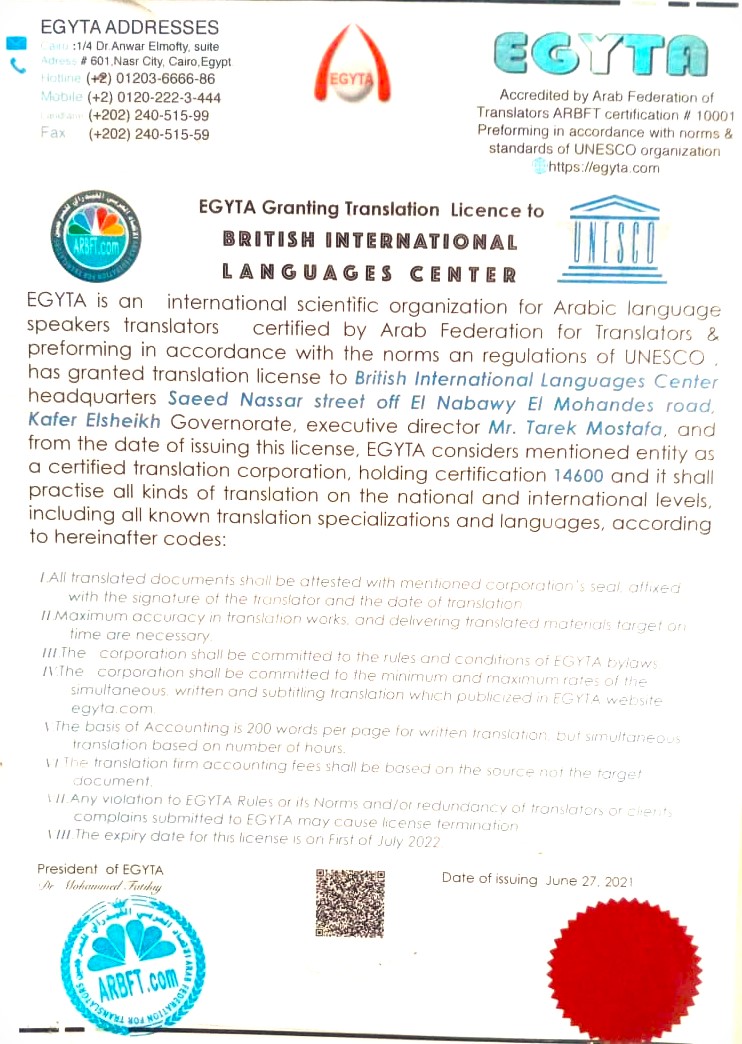 EGYTA ADDRESSES
Cairo :1/4 Dr.Anwar Elmofty, suite
Adress # 601,Nasr City, Cairo,Egypt
Hotline (+2) 01203-6666-86
Mobile (+2) 0120-222-3-444
Landline (+202) 240-515-99
Fax (+202) 240-515-59
EGYTA
EGYTA
Accredited by Arab Federation of
Translators ARBFT certification # 10001
Preforming in accordance with norms &
standards of UNESCO organization
https://egyta.com
ARBFT.com
EGYTA Granting Translation Licence to
BRITISH INTERNATIONAL
LANGUAGES CENTER
UNESCO
EGYTA is an international scientific organization for Arabic language
speakers translators certified by Arab Federation for Translators &
preforming in accordance with the norms an regulations of UNESCO .
has granted translation license to British International Languages Center
headquarters Saeed Nassar street off El Nabawy El Mohandes road,
Kafer Elsheikh Governorate, executive director Mr. Tarek Mostafa, and
from the date of issuing this license, EGYTA considers mentioned entity as
a certified translation corporation, holding certification 14600 and it shall
practise all kinds of translation on the national and international levels,
including all known translation specializations and languages, according
to hereinafter codes:
I.All translated documents shall be attested with mentioned corporation's seal, affixed
with the signature of the translator and the date of translation
II.Maximum accuracy in translation works, and delivering translated materials target on
time are necessary.
III.The corporation shall be committed to the rules and conditions of EGYTA bylaws
IV.The corporation shall be committed to the minimum and maximum rates of the
simultaneous, written and subtitling translation which publicized in EGYTA website
egyta.com.
V The basis of Accounting is 200 words per page for written translation, but simultaneous
translation based on number of hours.
VI The translation firm accounting fees shall be based on the source not the target
document.
VII.Any violation to EGYTA Rules or its Norms and/or redundancy of translators or clients
complains submitted to EGYTA may cause license termination
VIII The expiry date for this license is on First of July 2022
President of EGYTA
Dr Mohammed Fatthy
Date of issuing June 27, 2021
ARBFT.com
ARAB FEDERATION FOR TRANSLATORS